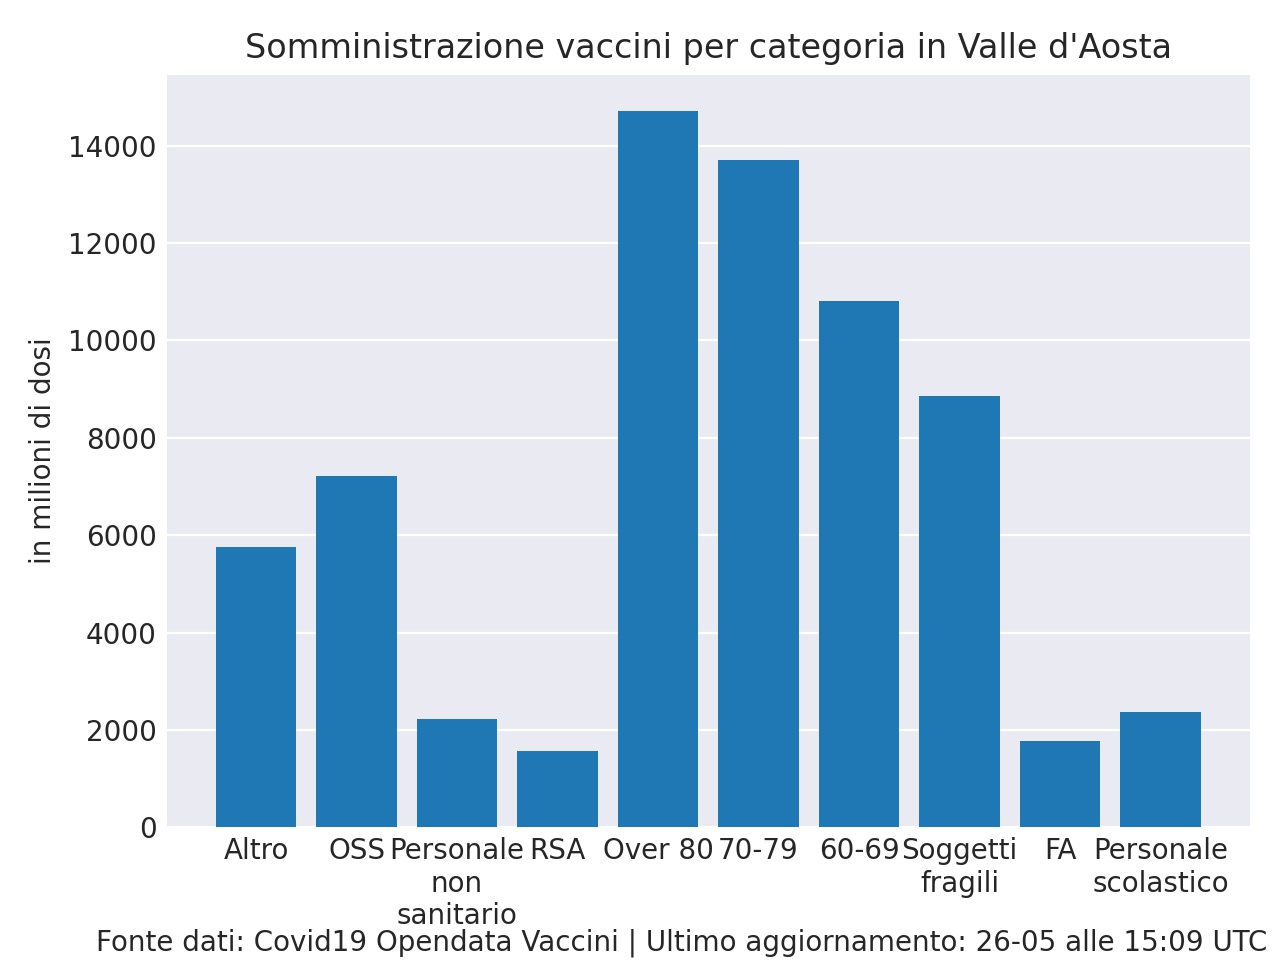 Somministrazione vaccini per categoria in Valle d'Aosta
in milioni di dosi
14000
12000
10000
8000
6000
4000
2000
0
Altro
OSS
Personale
non
sanitario
RSA
Over 80
70-79
60-69
Soggetti
fragili
FA
Personale
scolastico
Fonte dati: Covid19 Opendata Vaccini | Ultimo aggiornamento: 26-05 alle 15:09 UTC